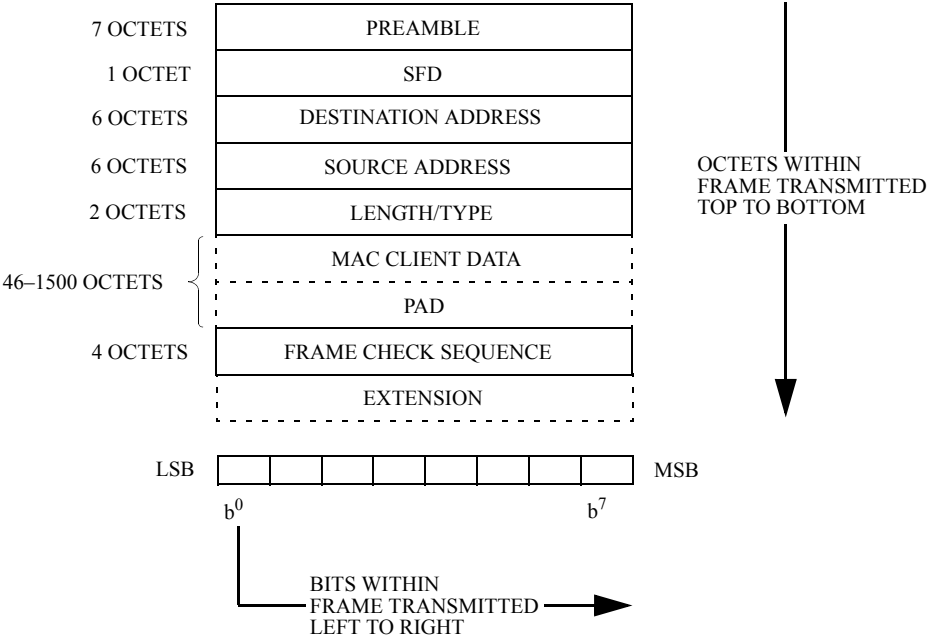 7 OCTETS PREAMBLE
1 OCTET SFD
6 OCTETS DESTINATION ADDRESS
6 OCTETS SOURCE ADDRESS
2 OCTETS LENGTH/TYPE
46–1500 OCTETS
MAC CLIENT DATA
PAD
4 OCTETS FRAME CHECK SEQUENCE
EXTENSION
OCTETS WITHIN
FRAME TRANSMITTED
TOP TO BOTTOM
LSB MSB
b⁰ b⁷
BITS WITHIN
FRAME TRANSMITTED
LEFT TO RIGHT